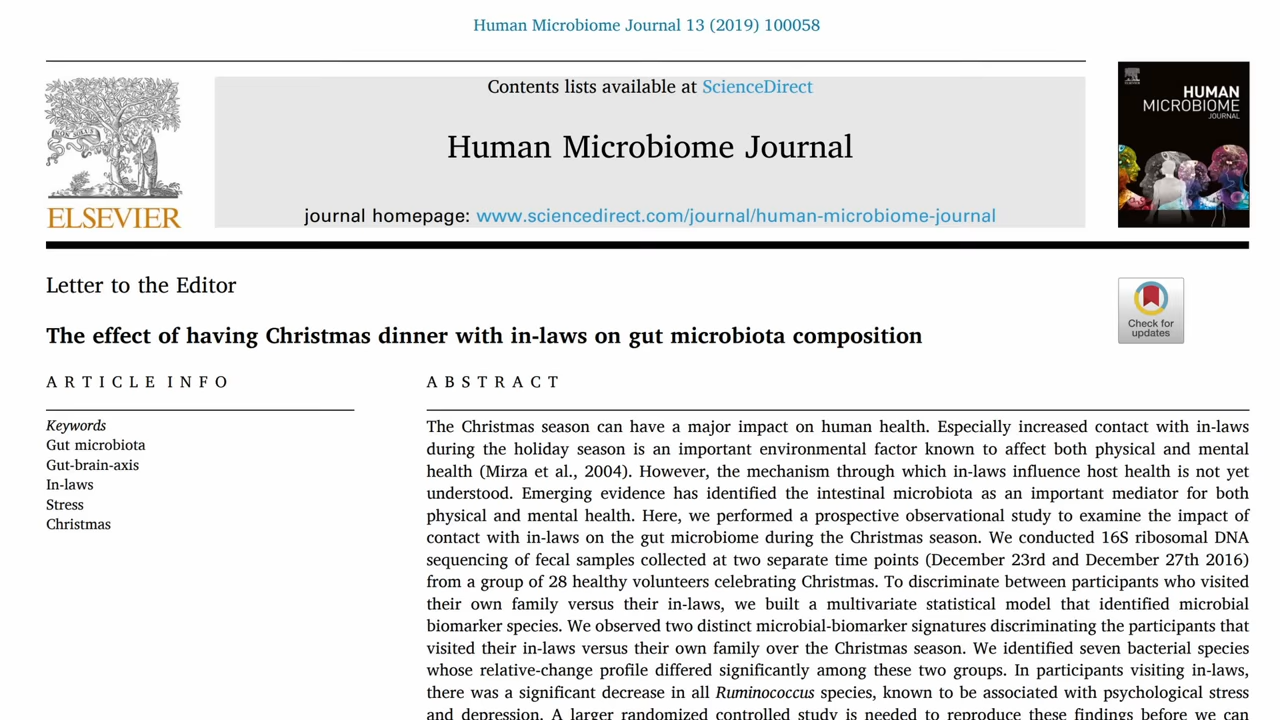 Human Microbiome Journal 13 (2019) 100058
Contents lists available at ScienceDirect
Human Microbiome Journal
journal homepage: www.sciencedirect.com/journal/human-microbiome-journal
ELSEVIER
HUMAN
MICROBIOME
JOURNAL
Letter to the Editor
Check for
updates
The effect of having Christmas dinner with in-laws on gut microbiota composition
ARTICLE INFO
Keywords
Gut microbiota
Gut-brain-axis
In-laws
Stress
Christmas
ABSTRACT
The Christmas season can have a major impact on human health. Especially increased contact with in-laws
during the holiday season is an important environmental factor known to affect both physical and mental
health (Mirza et al., 2004). However, the mechanism through which in-laws influence host health is not yet
understood. Emerging evidence has identified the intestinal microbiota as an important mediator for both
physical and mental health. Here, we performed a prospective observational study to examine the impact of
contact with in-laws on the gut microbiome during the Christmas season. We conducted 16S ribosomal DNA
sequencing of fecal samples collected at two separate time points (December 23rd and December 27th 2016)
from a group of 28 healthy volunteers celebrating Christmas. To discriminate between participants who visited
their own family versus their in-laws, we built a multivariate statistical model that identified microbial
biomarker species. We observed two distinct microbial-biomarker signatures discriminating the participants that
visited their in-laws versus their own family over the Christmas season. We identified seven bacterial species
whose relative-change profile differed significantly among these two groups. In participants visiting in-laws,
there was a significant decrease in all Ruminococcus species, known to be associated with psychological stress
and depression. A larger randomized controlled study is needed to reproduce these findings before we can